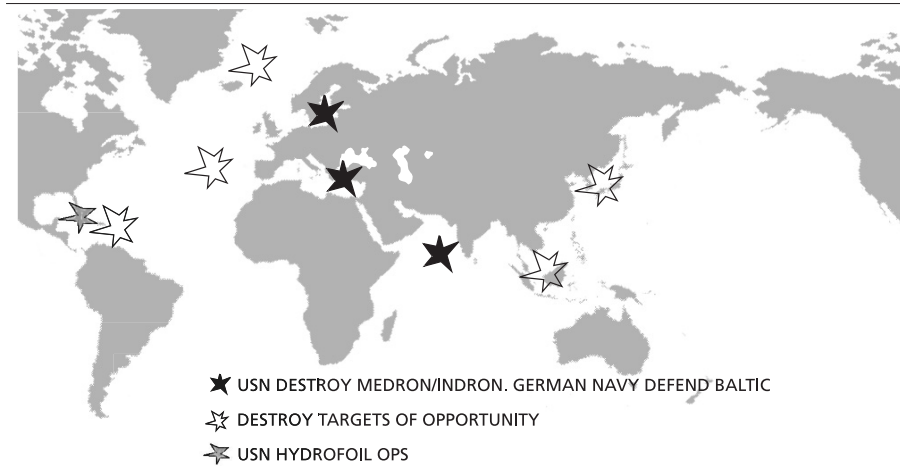 USN DESTROY MEDRON/INDRON. GERMAN NAVY DEFEND BALTIC
DESTROY TARGETS OF OPPORTUNITY
USN HYDROFOIL OPS